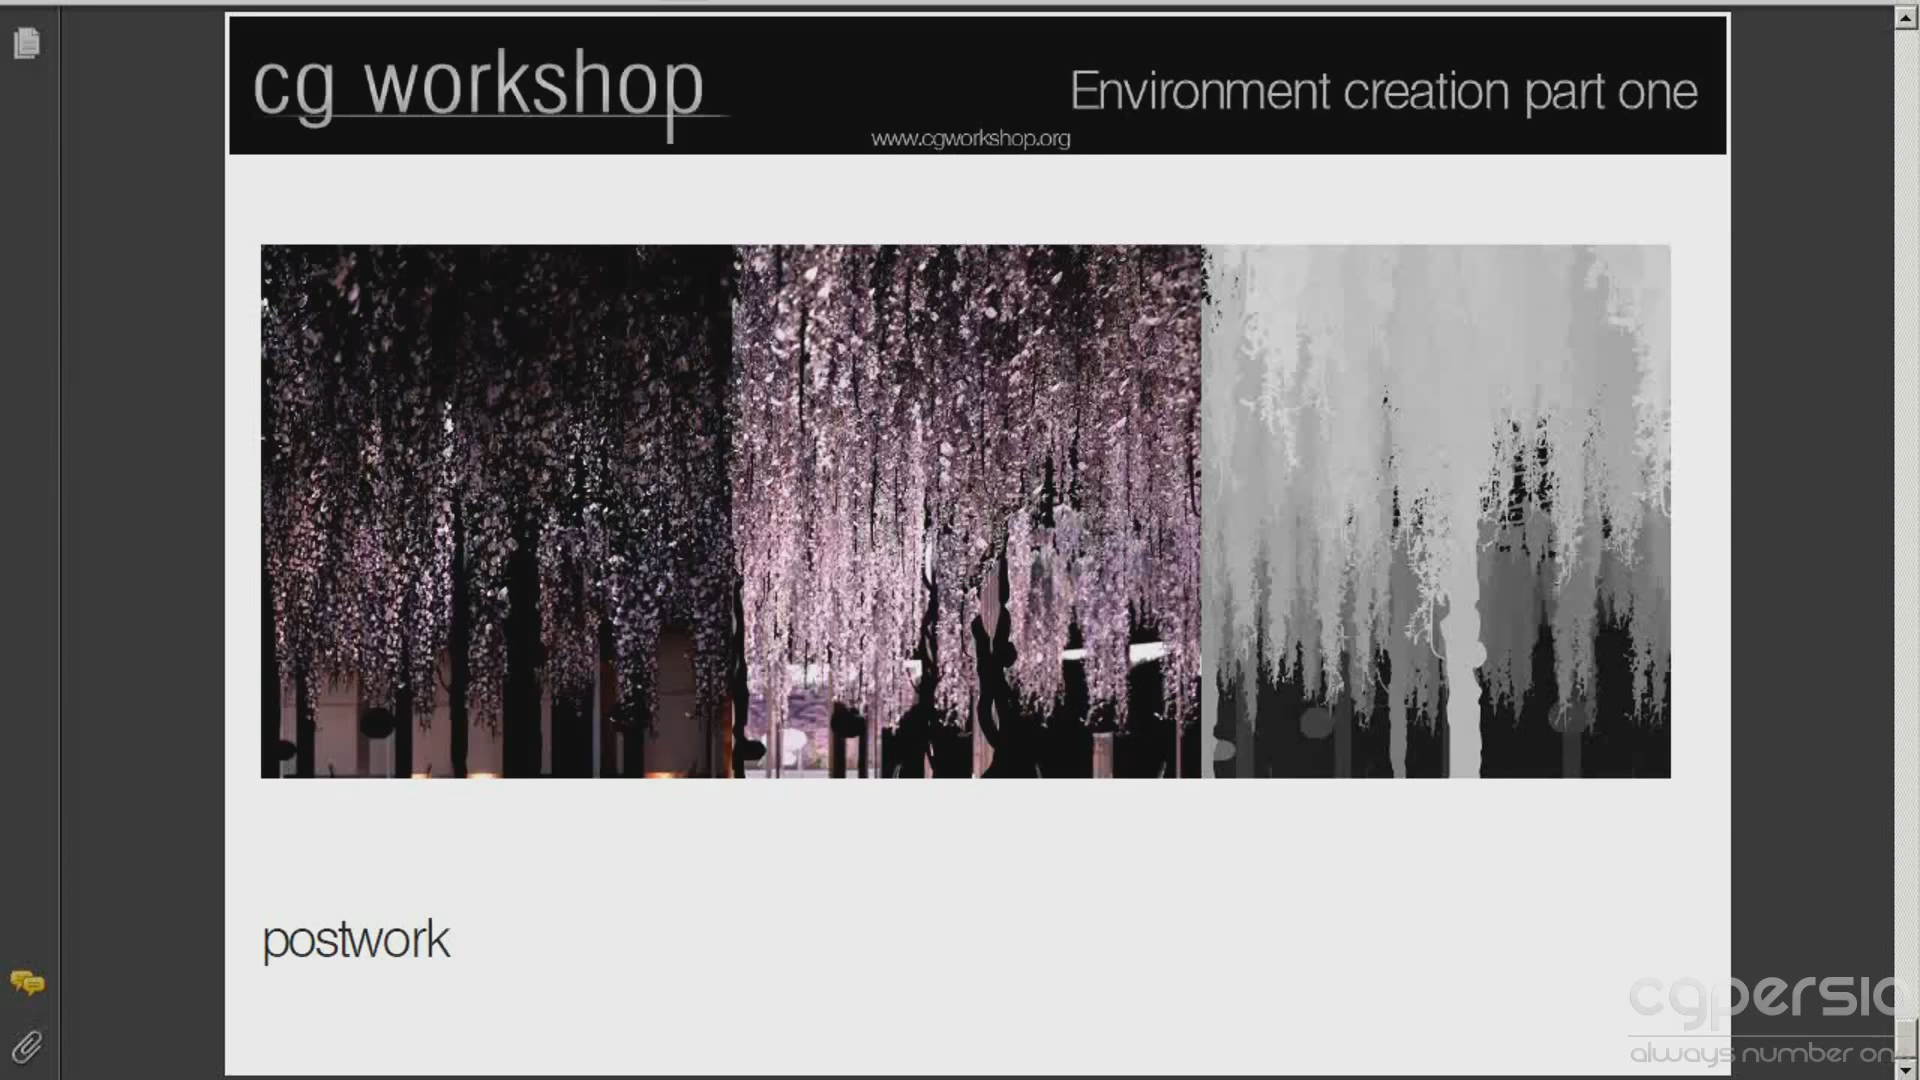 cg workshop
Environment creation part one
www.cgworkshop.org
postwork
cgpersia
always number one